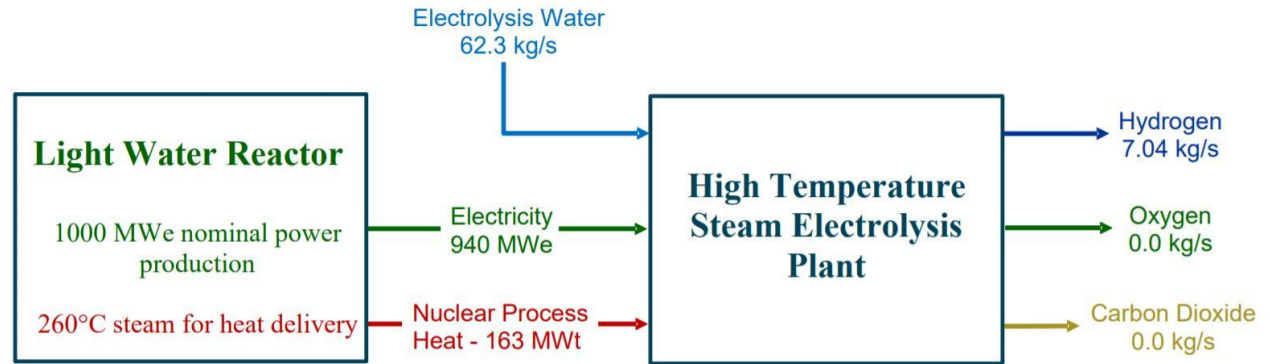 Electrolysis Water
62.3 kg/s
Light Water Reactor
1000 MWe nominal power
production
260°C steam for heat delivery
Electricity
940 MWe
Nuclear Process
Heat - 163 MWt
High Temperature
Steam Electrolysis
Plant
Hydrogen
7.04 kg/s
Oxygen
0.0 kg/s
Carbon Dioxide
0.0 kg/s